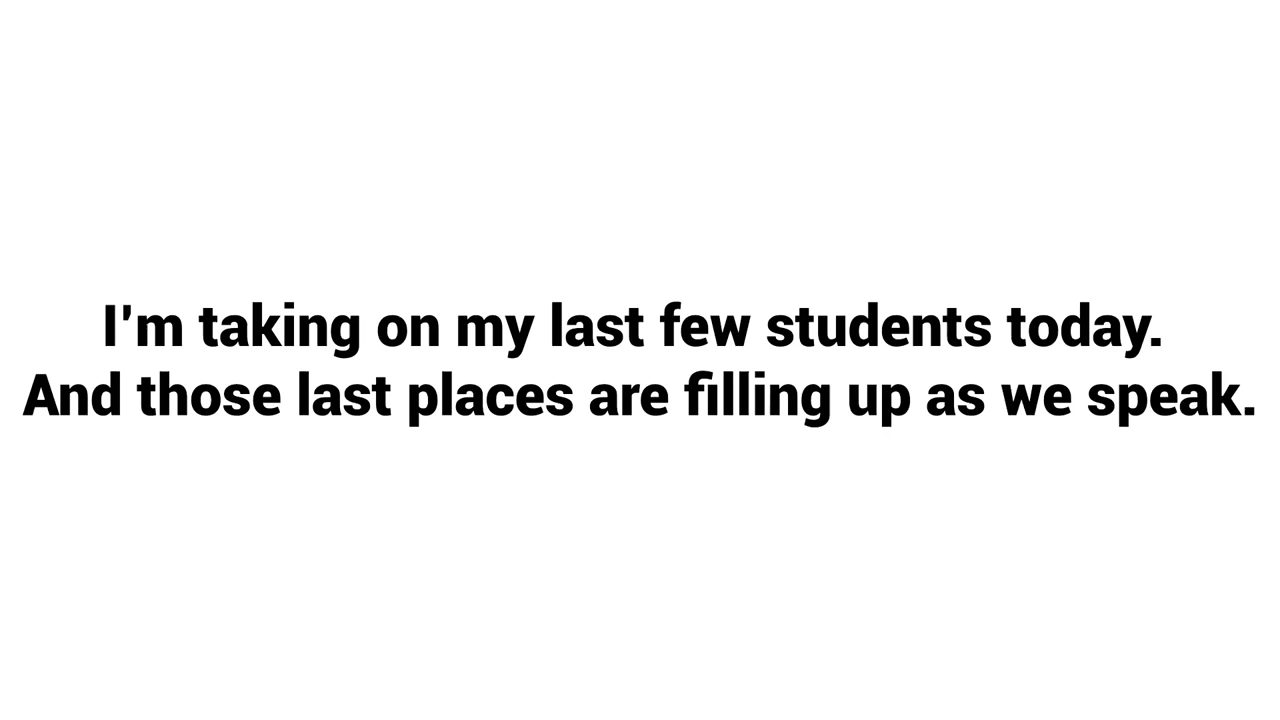 I'm taking on my last few students today.
And those last places are filling up as we speak.